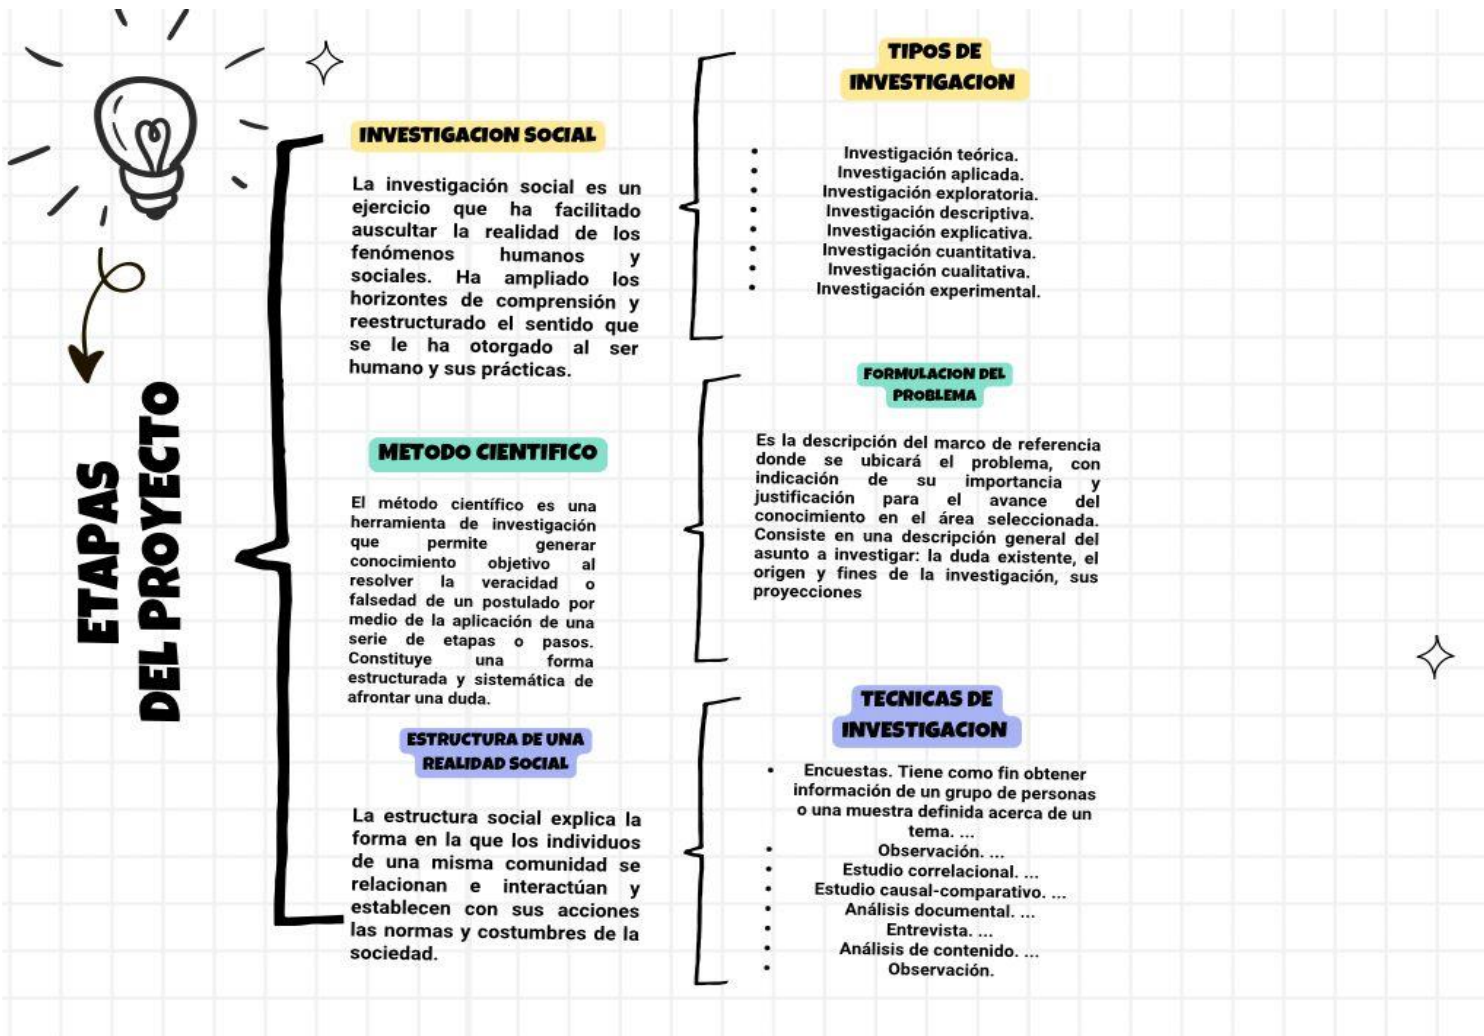 ETAPAS
DEL PROYECTO
INVESTIGACION SOCIAL
La investigación social es un
ejercicio que ha facilitado
auscultar la realidad de los
fenómenos humanos y
sociales. Ha ampliado los
horizontes de comprensión y
reestructurado el sentido que
se le ha otorgado al ser
humano y sus prácticas.
METODO CIENTIFICO
El método científico es una
herramienta de investigación
que permite generar
conocimiento objetivo al
resolver la veracidad o
falsedad de un postulado por
medio de la aplicación de una
serie de etapas o pasos.
Constituye una forma
estructurada y sistemática de
afrontar una duda.
ESTRUCTURA DE UNA
REALIDAD SOCIAL
La estructura social explica la
forma en la que los individuos
de una misma comunidad se
relacionan e interactúan y
establecen con sus acciones
las normas y costumbres de la
sociedad.
TIPOS DE
INVESTIGACION
• Investigación teórica.
• Investigación aplicada.
• Investigación exploratoria.
• Investigación descriptiva.
• Investigación explicativa.
• Investigación cuantitativa.
• Investigación cualitativa.
• Investigación experimental.
FORMULACION DEL
PROBLEMA
Es la descripción del marco de referencia
donde se ubicará el problema, con
indicación de su importancia y
justificación para el avance del
conocimiento en el área seleccionada.
Consiste en una descripción general del
asunto a investigar: la duda existente, el
origen y fines de la investigación, sus
proyecciones
TECNICAS DE
INVESTIGACION
• Encuestas. Tiene como fin obtener
información de un grupo de personas
o una muestra definida acerca de un
tema. ...
• Observación. ...
• Estudio correlacional. ...
• Estudio causal-comparativo. ...
• Análisis documental. ...
• Entrevista. ...
• Análisis de contenido. ...
• Observación.